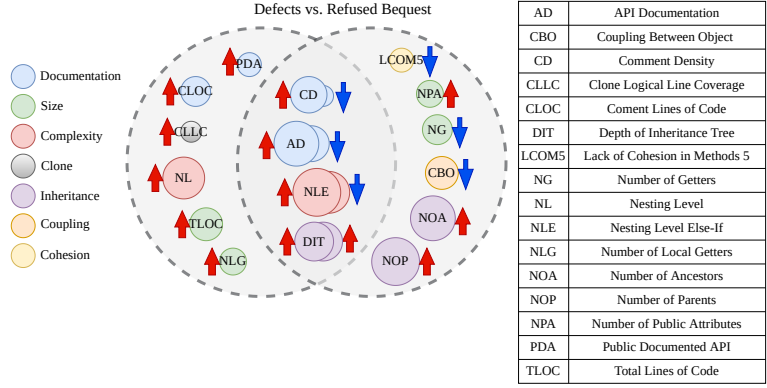 Defects vs. Refused Bequest
Documentation
Size
Complexity
Clone
Inheritance
Coupling
Cohesion
PDA
CLOC
CLLC
NL
TLOC
NLG
CD
AD
NLE
DIT
LCOM5
NPA
NG
CBO
NOA
NOP
AD API Documentation
CBO Coupling Between Object
CD Comment Density
CLLC Clone Logical Line Coverage
CLOC Coment Lines of Code
DIT Depth of Inheritance Tree
LCOM5 Lack of Cohesion in Methods 5
NG Number of Getters
NL Nesting Level
NLE Nesting Level Else-If
NLG Number of Local Getters
NOA Number of Ancestors
NOP Number of Parents
NPA Number of Public Attributes
PDA Public Documented API
TLOC Total Lines of Code